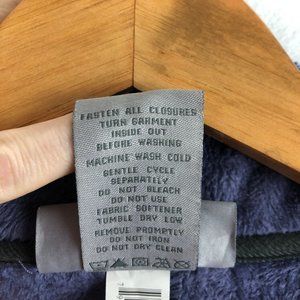 FASTEN ALL CLOSURES
TURN GARMENT
INSIDE OUT
BEFORE WASHING
MACHINE WASH COLD
GENTLE CYCLE
SEPARATELY
DO NOT BLEACH
DO NOT USE
FABRIC SOFTENER
TUMBLE DRY LOW
REMOVE PROMPTLY
DO NOT IRON
DO NOT DRY CLEAN